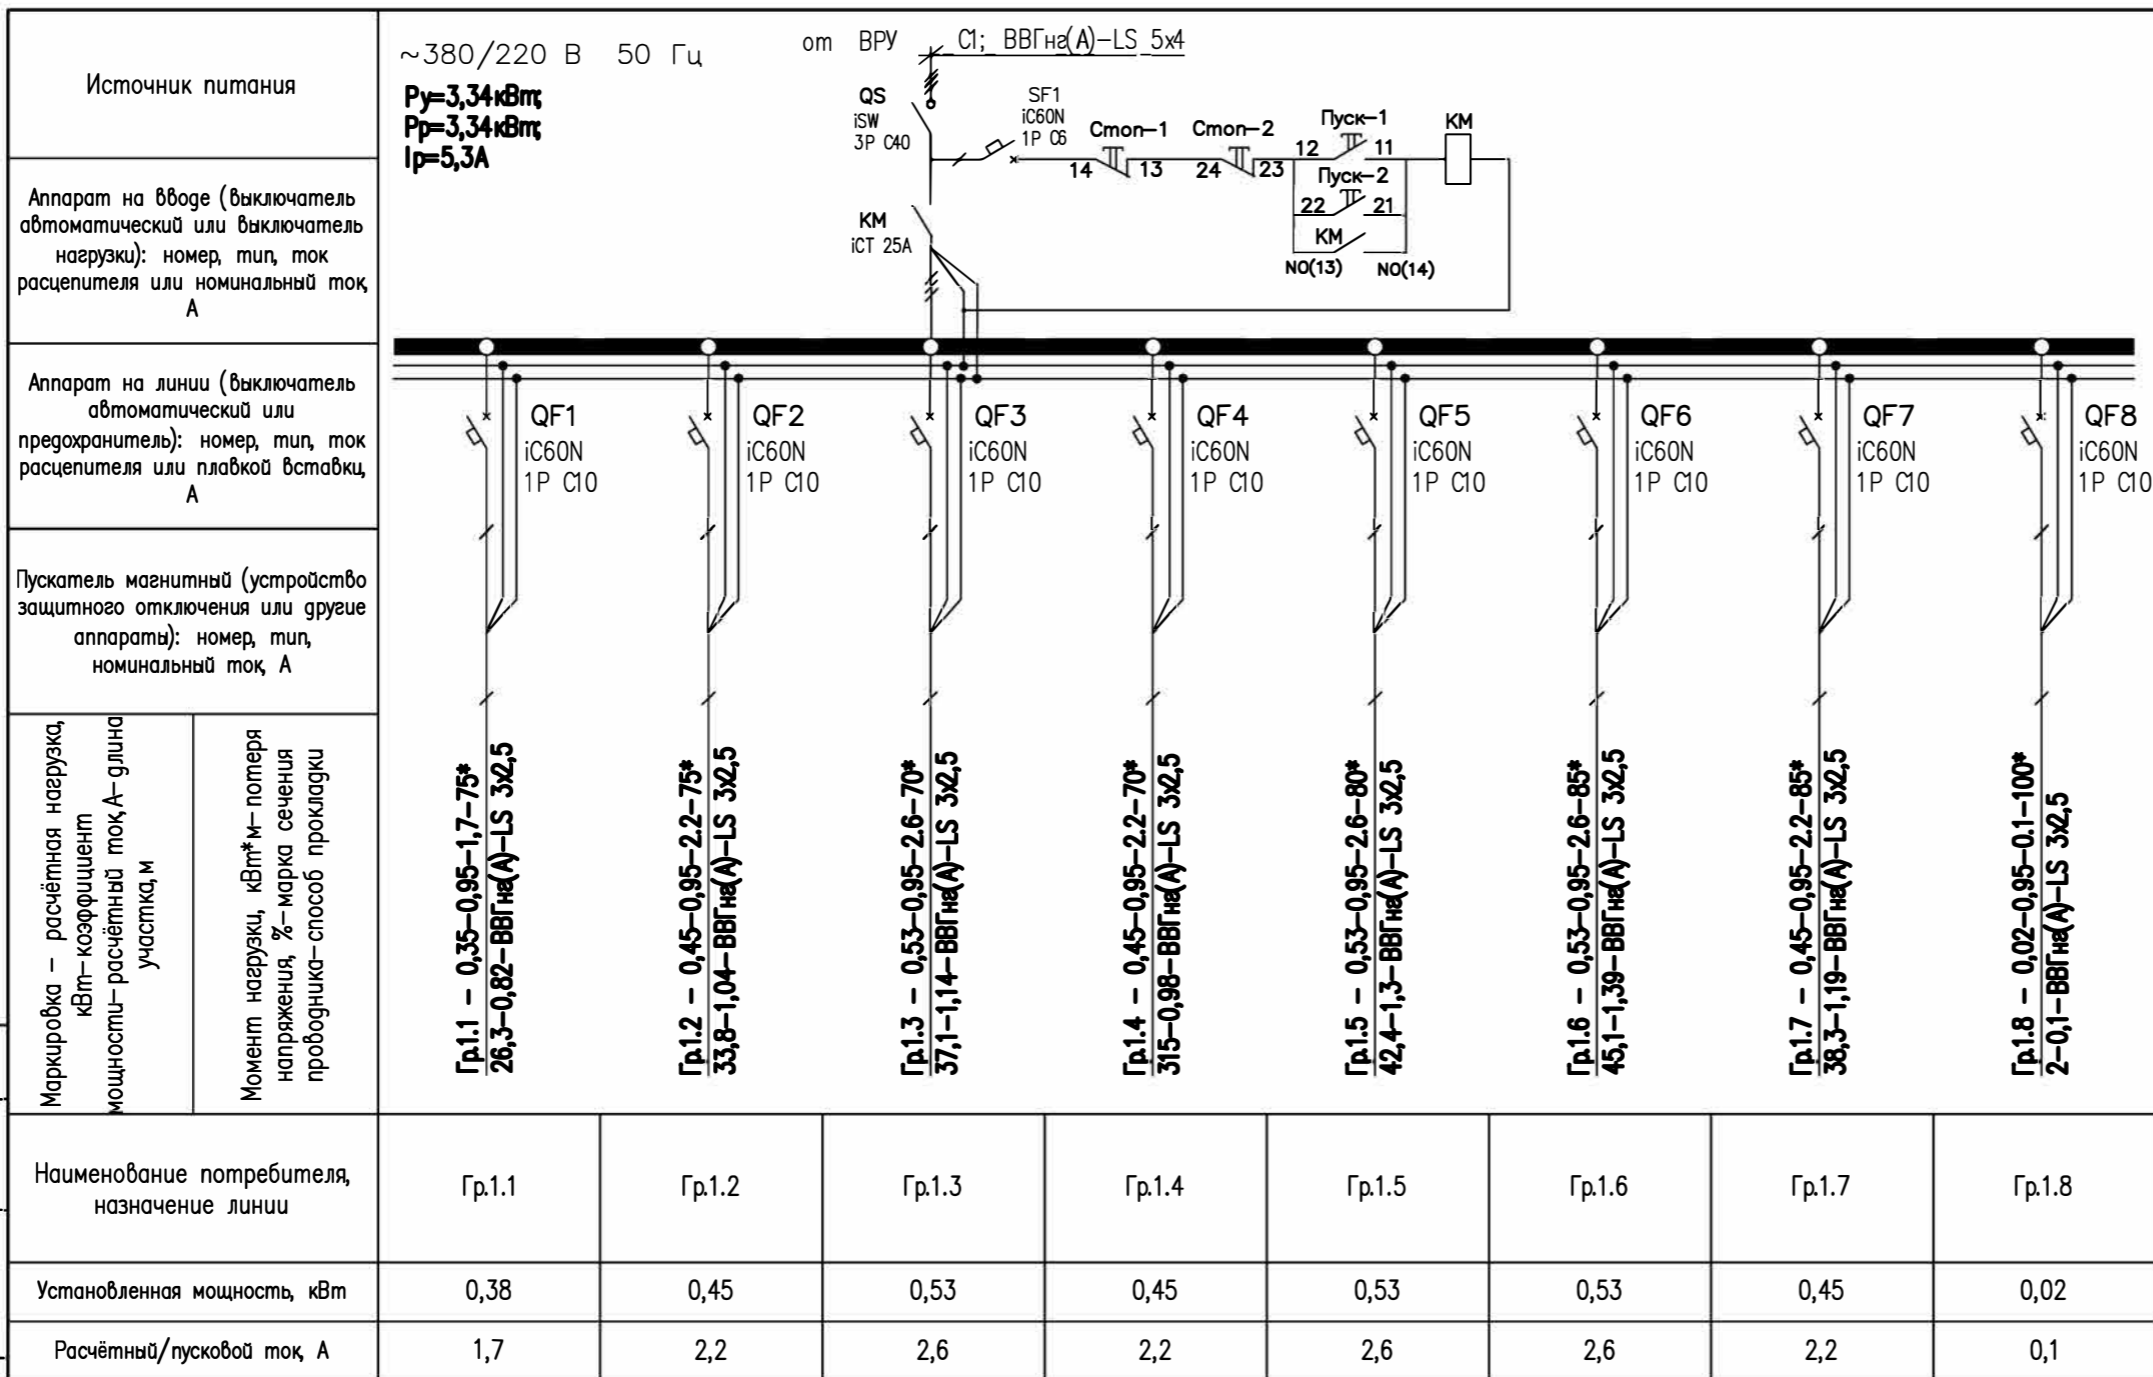 Источник питания
~380/220 В 50 Гц
от ВРУ С1; ВВГнг(А)-LS 5х4
Ру=3,34кВт;
Рр=3,34кВт;
Iр=5,3А
QS
iSW
3P C40
SF1
iC60N
1P C6
Стоп-1
14 13
Стоп-2
24 23
Пуск-1
12 11
Пуск-2
22 21
КМ
NO(13) NO(14)
КМ
КМ
iCT 25А
Аппарат на вводе (выключатель
автоматический или выключатель
нагрузки): номер, тип, ток
расцепителя или номинальный ток,
А
Аппарат на линии (выключатель
автоматический или
предохранитель): номер, тип, ток
расцепителя или плавкой вставки,
А
QF1
iC60N
1P C10
QF2
iC60N
1P C10
QF3
iC60N
1P C10
QF4
iC60N
1P C10
QF5
iC60N
1P C10
QF6
iC60N
1P C10
QF7
iC60N
1P C10
QF8
iC60N
1P C10
Пускатель магнитный (устройство
защитного отключения или другие
аппараты): номер, тип,
номинальный ток, А
Маркировка - расчётная нагрузка,
кВт-коэффициент
мощности-расчётный ток,А-длина
участка,м
Момент нагрузки, кВт*м-потеря
напряжения, %-марка сечения
проводника-способ прокладки
Гр.1.1 - 0,35-0,95-1,7-75*
26,3-0,82-ВВГнг(А)-LS 3х2,5
Гр.1.2 - 0,45-0,95-2.2-75*
33,8-1,04-ВВГнг(А)-LS 3х2,5
Гр.1.3 - 0,53-0,95-2.6-70*
37,1-1,14-ВВГнг(А)-LS 3х2,5
Гр.1.4 - 0,45-0,95-2.2-70*
315-0,98-ВВГнг(А)-LS 3х2,5
Гр.1.5 - 0,53-0,95-2.6-80*
42,4-1,3-ВВГнг(А)-LS 3х2,5
Гр.1.6 - 0,53-0,95-2.6-85*
45,1-1,39-ВВГнг(А)-LS 3х2,5
Гр.1.7 - 0,45-0,95-2.2-85*
38,3-1,19-ВВГнг(А)-LS 3х2,5
Гр.1.8 - 0,02-0,95-0.1-100*
2-0,1-ВВГнг(А)-LS 3х2,5
Наименование потребителя,
назначение линии
Гр.1.1 Гр.1.2 Гр.1.3 Гр.1.4 Гр.1.5 Гр.1.6 Гр.1.7 Гр.1.8
Установленная мощность, кВт 0,38 0,45 0,53 0,45 0,53 0,53 0,45 0,02
Расчётный/пусковой ток, А 1,7 2,2 2,6 2,2 2,6 2,6 2,2 0,1